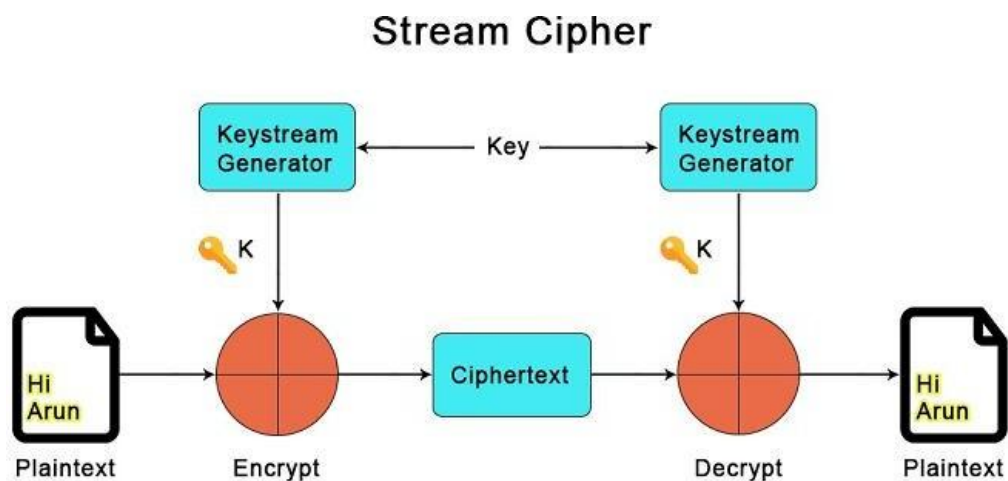 Stream Cipher
Keystream
Generator
Key
Keystream
Generator
K
K
Hi
Arun
Ciphertext
Hi
Arun
Plaintext
Encrypt
Decrypt
Plaintext